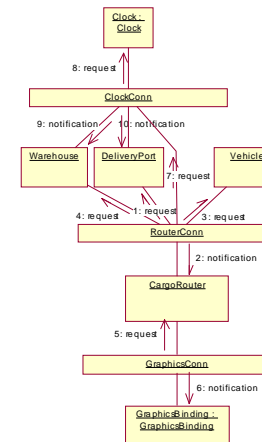 Clock :
Clock
8: request
ClockConn
9: notification
10: notification
Warehouse
DeliveryPort
Vehicle
7: request
4: request
1: request
3: request
RouterConn
2: notification
CargoRouter
5: request
GraphicsConn
6: notification
GraphicsBinding :
GraphicsBinding